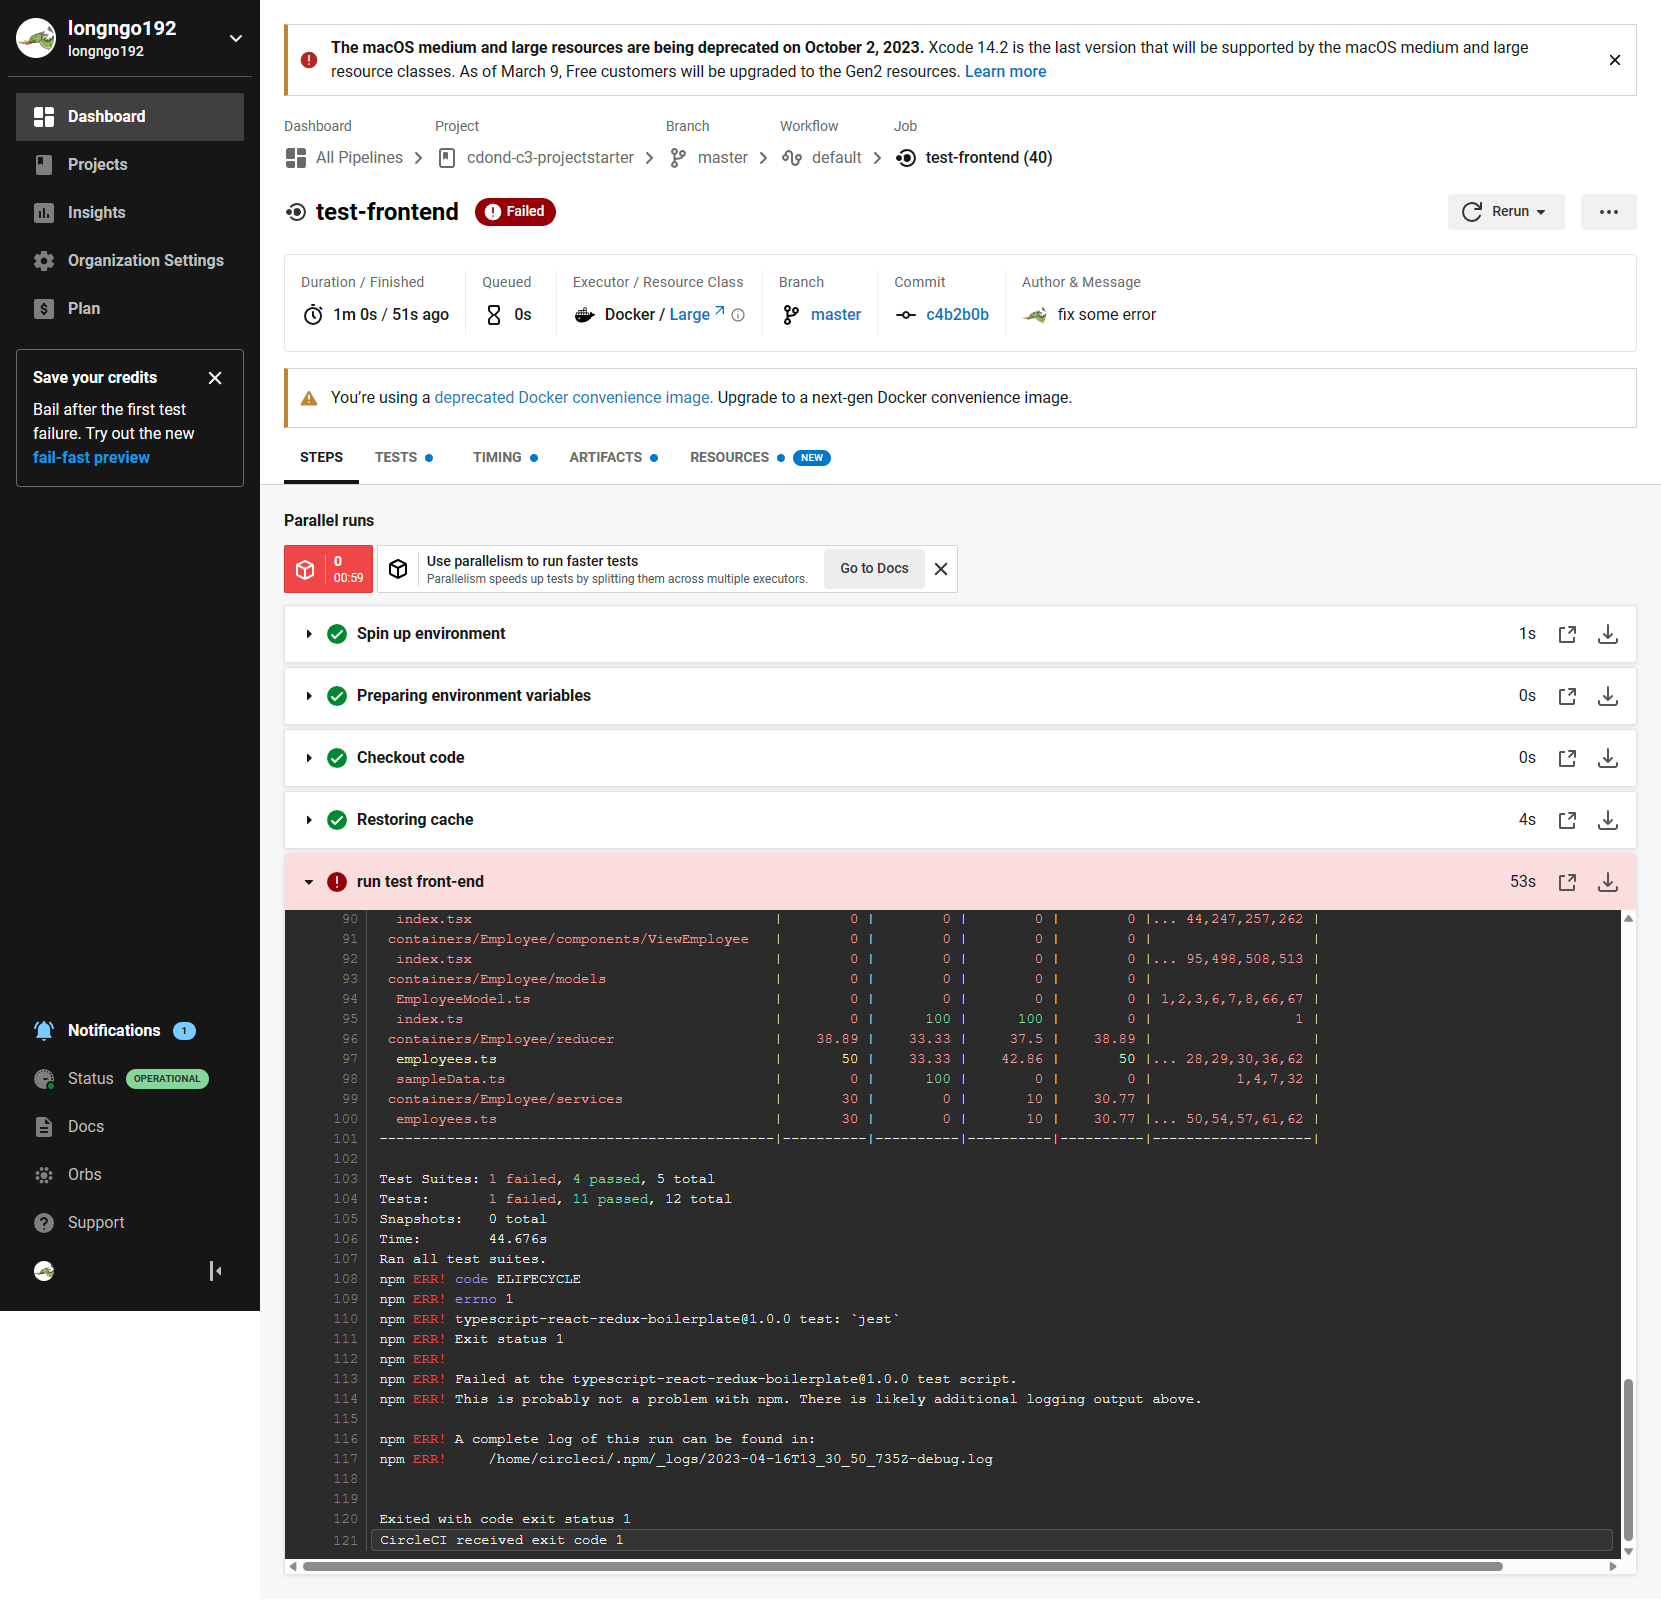 longngo192
longngo192
Dashboard
Projects
Insights
Organization Settings
Plan
Save your credits
Bail after the first test
failure. Try out the new
fail-fast preview
Notifications 1
Status OPERATIONAL
Docs
Orbs
Support
The macOS medium and large resources are being deprecated on October 2, 2023. Xcode 14.2 is the last version that will be supported by the macOS medium and large
resource classes. As of March 9, Free customers will be upgraded to the Gen2 resources. Learn more
Dashboard Project Branch Workflow Job
All Pipelines cdond-c3-projectstarter master default test-frontend (40)
test-frontend Failed Rerun
Duration / Finished Queued Executor / Resource Class Branch Commit Author & Message
1m 0s / 51s ago 0s Docker / Large master c4b2b0b fix some error
You’re using a deprecated Docker convenience image. Upgrade to a next-gen Docker convenience image.
STEPS TESTS TIMING ARTIFACTS RESOURCES NEW
Parallel runs
0
00:59
Use parallelism to run faster tests
Parallelism speeds up tests by splitting them across multiple executors.
Go to Docs
Spin up environment 1s
Preparing environment variables 0s
Checkout code 0s
Restoring cache 4s
run test front-end 53s
90 index.tsx | 0 | 0 | 0 | 0 |... 44,247,257,262 |
91 containers/Employee/components/ViewEmployee | 0 | 0 | 0 | 0 | |
92 index.tsx | 0 | 0 | 0 | 0 |... 95,498,508,513 |
93 containers/Employee/models | 0 | 0 | 0 | 0 | |
94 EmployeeModel.ts | 0 | 0 | 0 | 0 | 1,2,3,6,7,8,66,67 |
95 index.ts | 0 | 100 | 100 | 0 | 1 |
96 containers/Employee/reducer | 38.89 | 33.33 | 37.5 | 38.89 | |
97 employees.ts | 50 | 33.33 | 42.86 | 50 |... 28,29,30,36,62 |
98 sampleData.ts | 0 | 100 | 0 | 0 | 1,4,7,32 |
99 containers/Employee/services | 30 | 0 | 10 | 30.77 | |
100 employees.ts | 30 | 0 | 10 | 30.77 |... 50,54,57,61,62 |
101 -----------------------------------------------|----------|----------|----------|----------|-------------------|
102
103 Test Suites: 1 failed, 4 passed, 5 total
104 Tests: 1 failed, 11 passed, 12 total
105 Snapshots: 0 total
106 Time: 44.676s
107 Ran all test suites.
108 npm ERR! code ELIFECYCLE
109 npm ERR! errno 1
110 npm ERR! typescript-react-redux-boilerplate@1.0.0 test: `jest`
111 npm ERR! Exit status 1
112 npm ERR!
113 npm ERR! Failed at the typescript-react-redux-boilerplate@1.0.0 test script.
114 npm ERR! This is probably not a problem with npm. There is likely additional logging output above.
115
116 npm ERR! A complete log of this run can be found in:
117 npm ERR! /home/circleci/.npm/_logs/2023-04-16T13_30_50_735Z-debug.log
118
119
120 Exited with code exit status 1
121 CircleCI received exit code 1